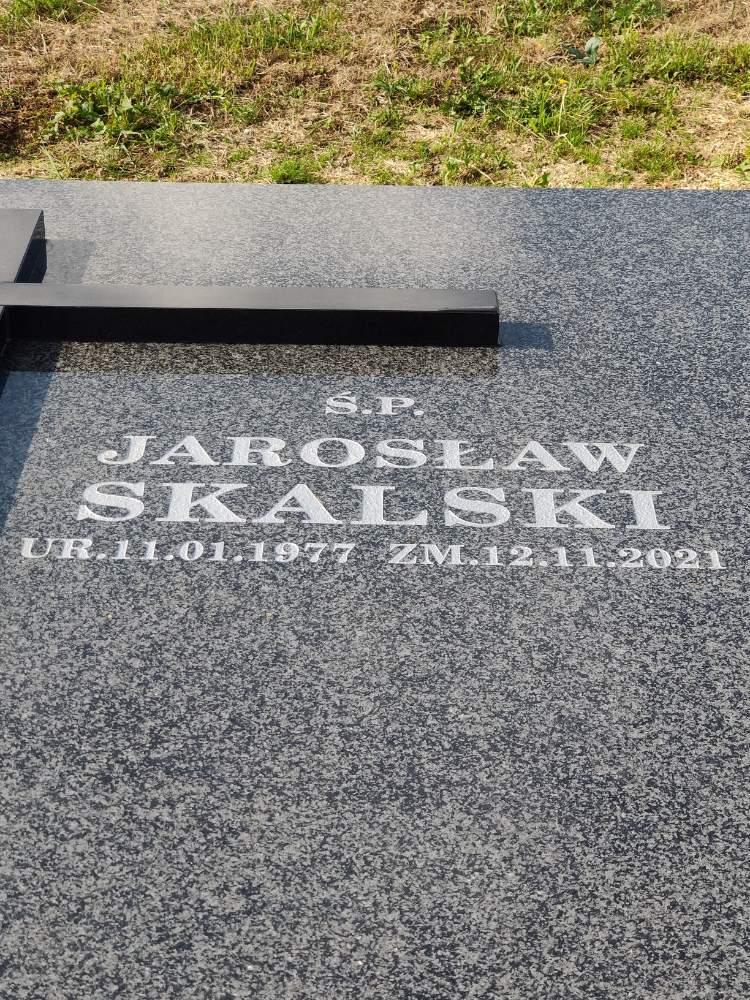 Ś.P.
JAROSŁAW
SKALSKI
UR.11.01.1977 ZM.12.11.2021